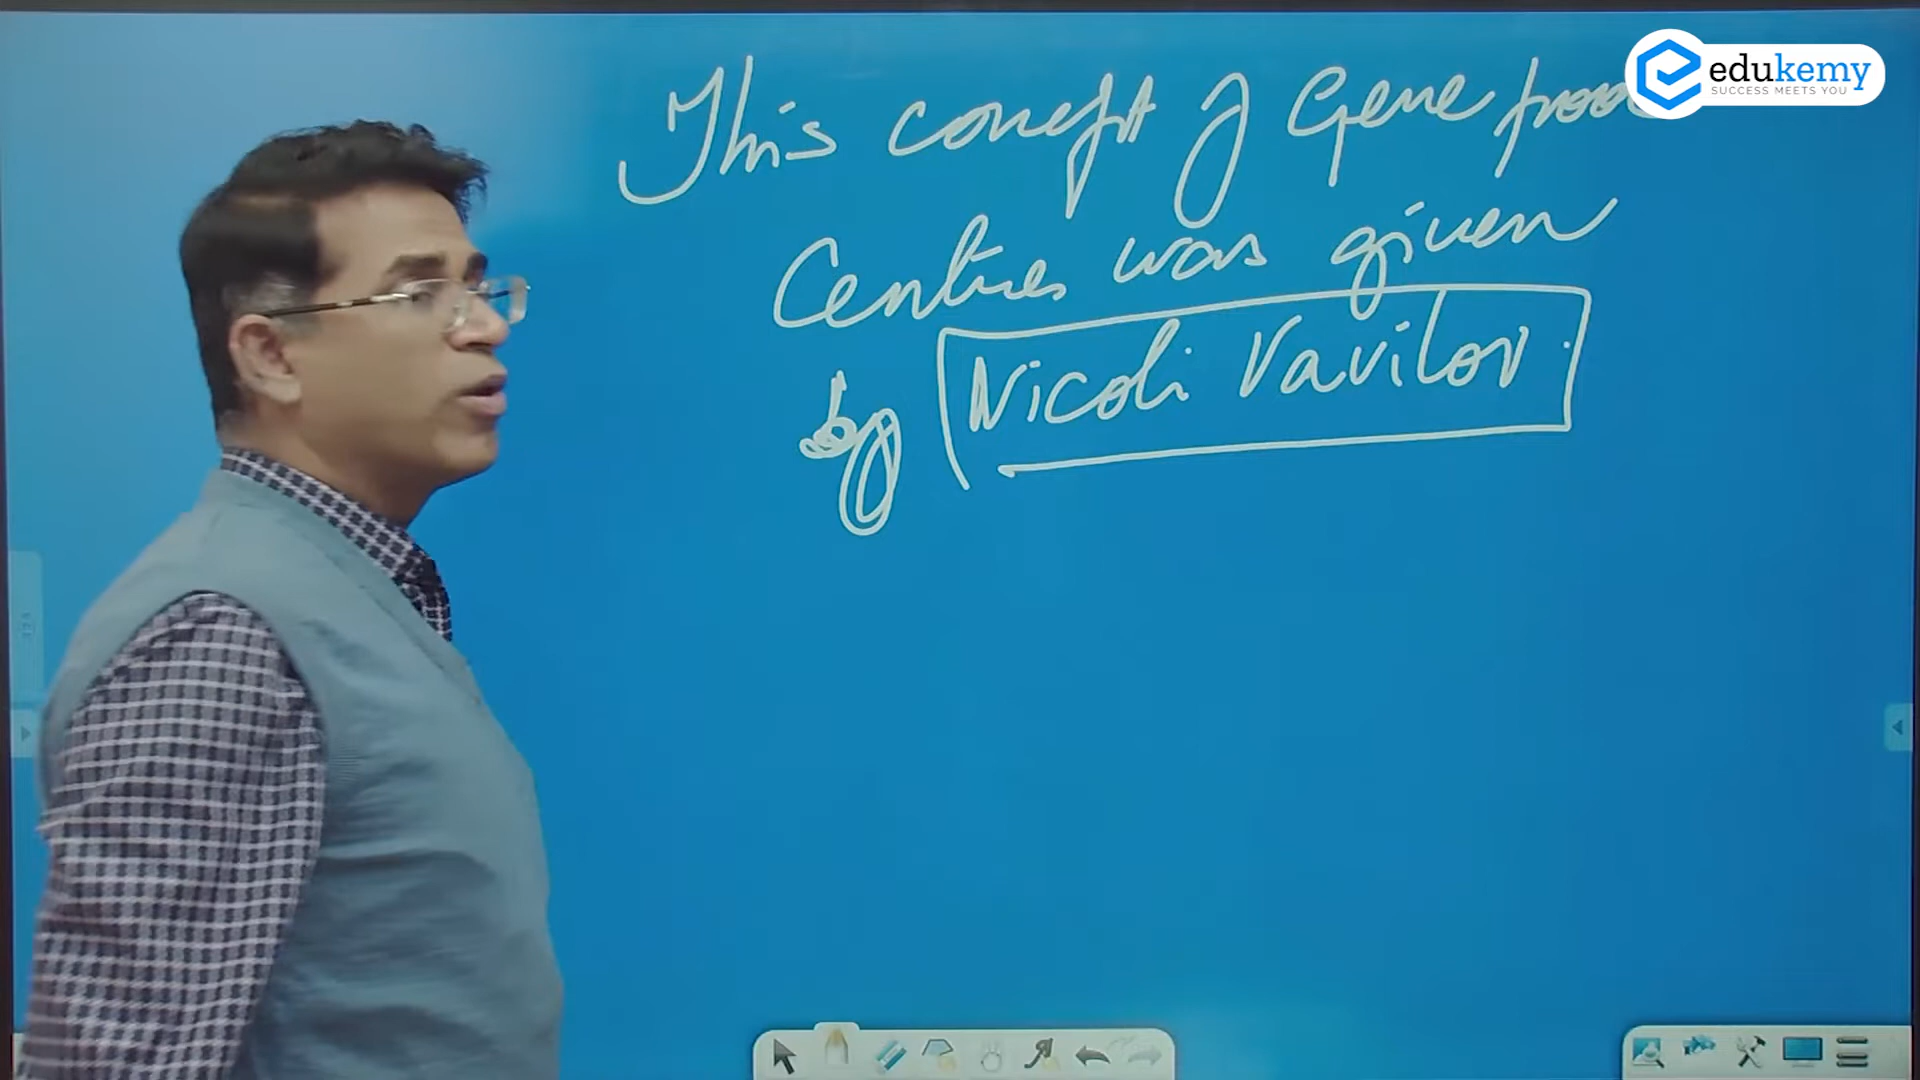 edukemy
SUCCESS MEETS YOU
This concept of Gene
Centres was given
by Nicoli Vavilov.